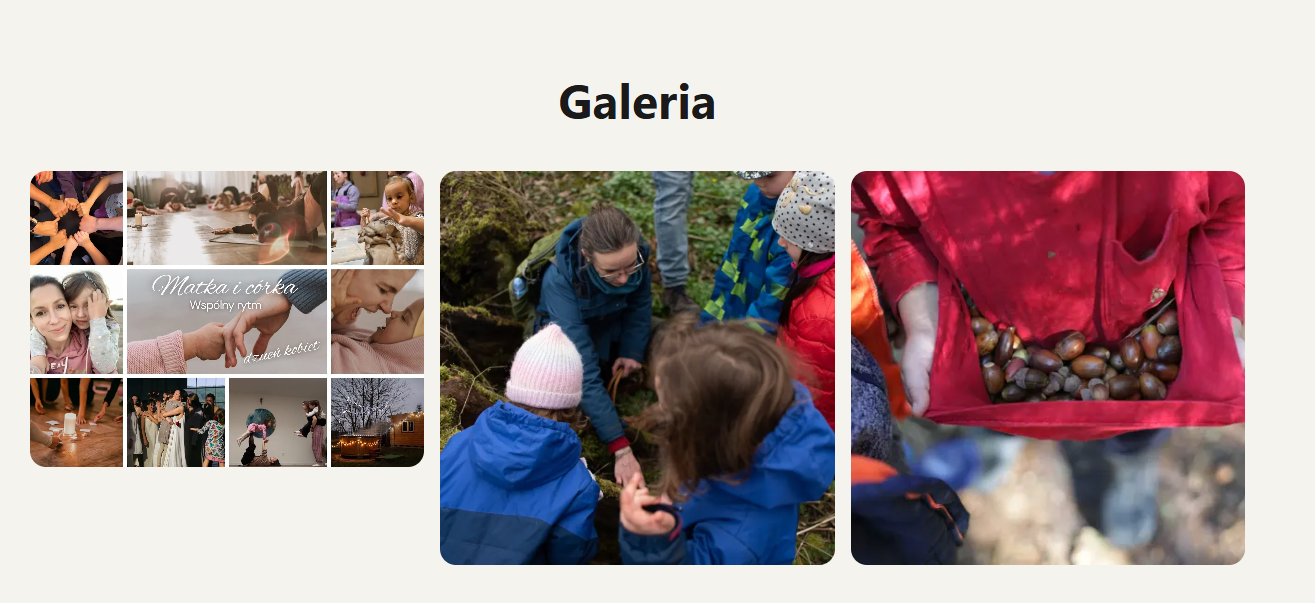 Galeria
Matka i córka
Wspólny rytm
dzień kobiet